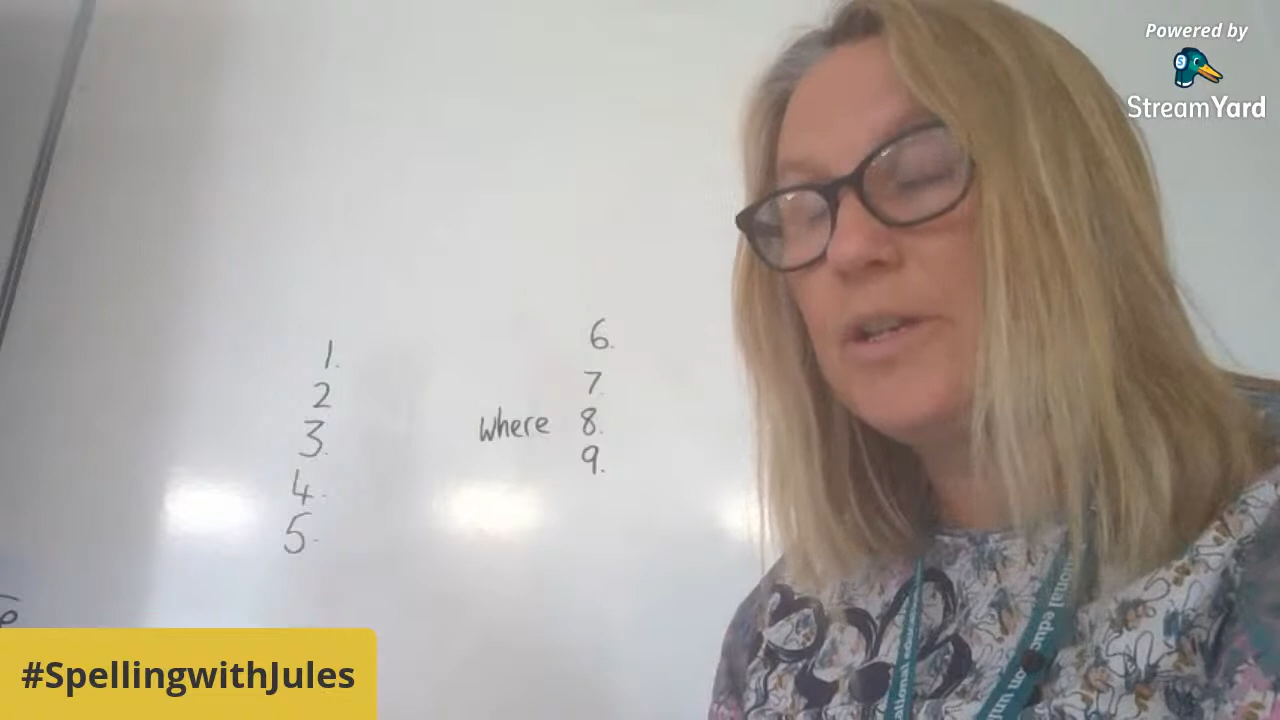 Powered by
StreamYard
1.
2
3.
4.
5.
6.
7.
where 8.
9.
#SpellingwithJules